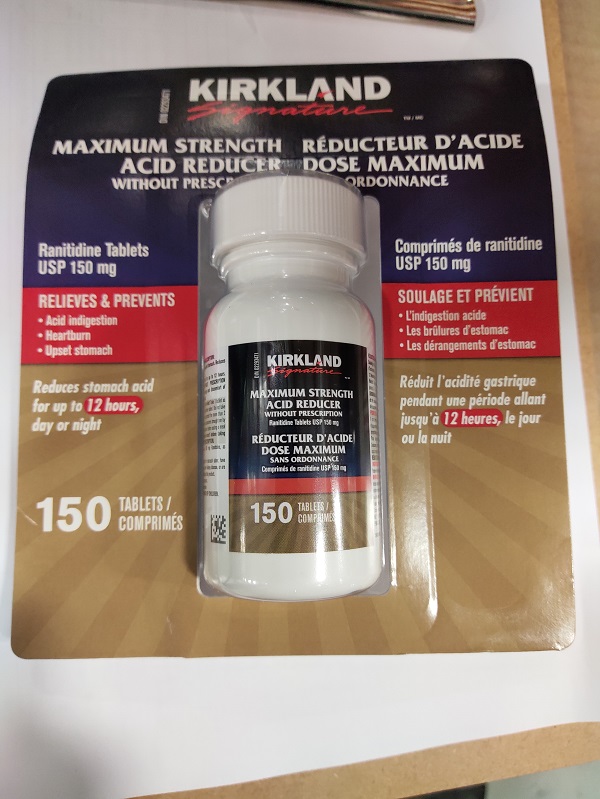 KIRKLAND
Signature
TM / MC
MAXIMUM STRENGTH
ACID REDUCER
WITHOUT
RÉDUCTEUR D'ACIDE
DOSE MAXIMUM
ORDONNANCE
Ranitidine Tablets
USP 150 mg
Comprimés de ranitidine
USP 150 mg
RELIEVES & PREVENTS
• Acid indigestion
• Heartburn
• Upset stomach
SOULAGE ET PRÉVIENT
• L'indigestion acide
• Les brûlures d'estomac
• Les dérangements d'estomac
Reduces stomach acid
for up to 12 hours,
day or night
Réduit l'acidité gastrique
pendant une période allant
jusqu'à 12 heures, le jour
ou la nuit
150 TABLETS /
COMPRIMÉS
KIRKLAND
Signature
MAXIMUM STRENGTH
ACID REDUCER
WITHOUT PRESCRIPTION
Ranitidine Tablets USP 150 mg
RÉDUCTEUR D'ACIDE
DOSE MAXIMUM
SANS ORDONNANCE
Comprimés de ranitidine USP 150 mg
150 TABLETS /
COMPRIMÉS